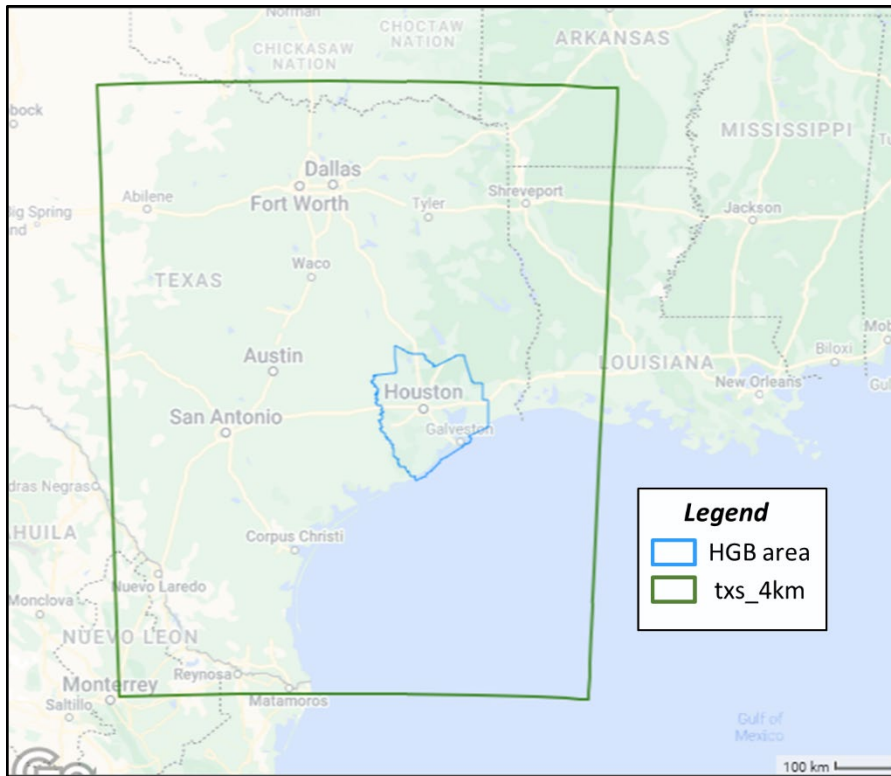 Norman
CHOCTAW
NATION
CHICKASAW
NATION
ARKANSAS
bock
MISSISSIPPI
Dallas
Fort Worth
Abilene
Tyler
Shreveport
Jackson
Big Spring
Waco
TEXAS
Austin
LOUISIANA
Biloxi
Mob
Houston
New Orleans
Gul
San Antonio
Galveston
dras Negras
AHUILA
Corpus Christi
Legend
HGB area
txs_4km
Nuevo Laredo
Monclova
NUEVO LEON
Reynosa
Monterrey
Matamoros
Saltillo
Gulf of
Mexico
100 km